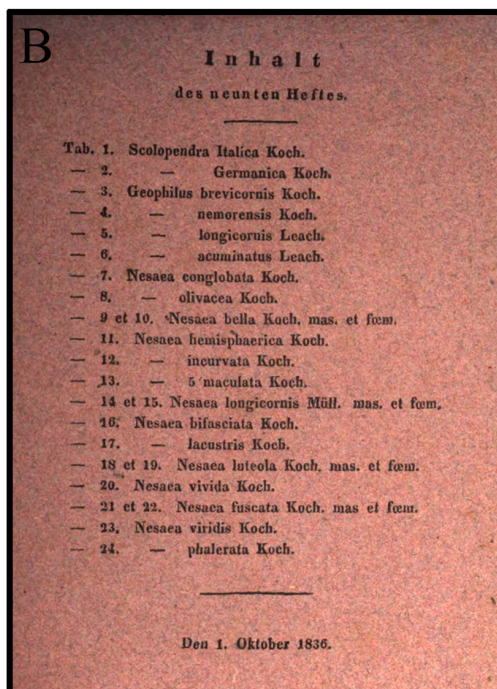 B
Inhalt
des neunten Heftes.
Tab. 1. Scolopendra Italica Koch.
— 2. — Germanica Koch.
— 3. Geophilus brevicornis Koch.
— 4. — nemorensis Koch.
— 5. — longicornis Leach.
— 6. — acuminatus Leach.
— 7. Nesaea conglobata Koch.
— 8. — olivacea Koch.
— 9 et 10. Nesaea bella Koch. mas. et fœm.
— 11. Nesaea hemisphaerica Koch.
— 12. — incurvata Koch.
— 13. — 5 maculata Koch.
— 14 et 15. Nesaea longicornis Müll. mas. et fœm.
— 16. Nesaea bifasciata Koch.
— 17. — lacustris Koch.
— 18 et 19. Nesaea luteola Koch. mas. et fœm.
— 20. Nesaea vivida Koch.
— 21 et 22. Nesaea fuscata Koch. mas et fœm.
— 23. Nesaea viridis Koch.
— 24. — phalerata Koch.
Den 1. Oktober 1836.